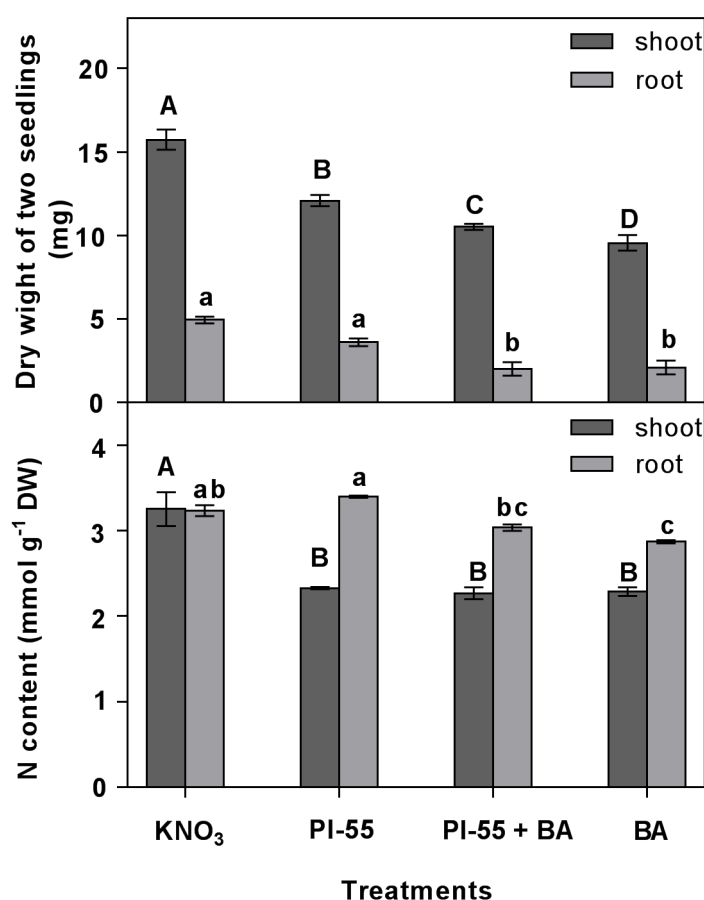 shoot
root
Dry wight of two seedlings
(mg)
20
15
10
5
0
A
a
B
a
C
b
D
b
shoot
root
N content (mmol g⁻¹ DW)
4
3
2
1
0
A
ab
B
a
B
bc
B
c
KNO₃ PI-55 PI-55 + BA BA
Treatments